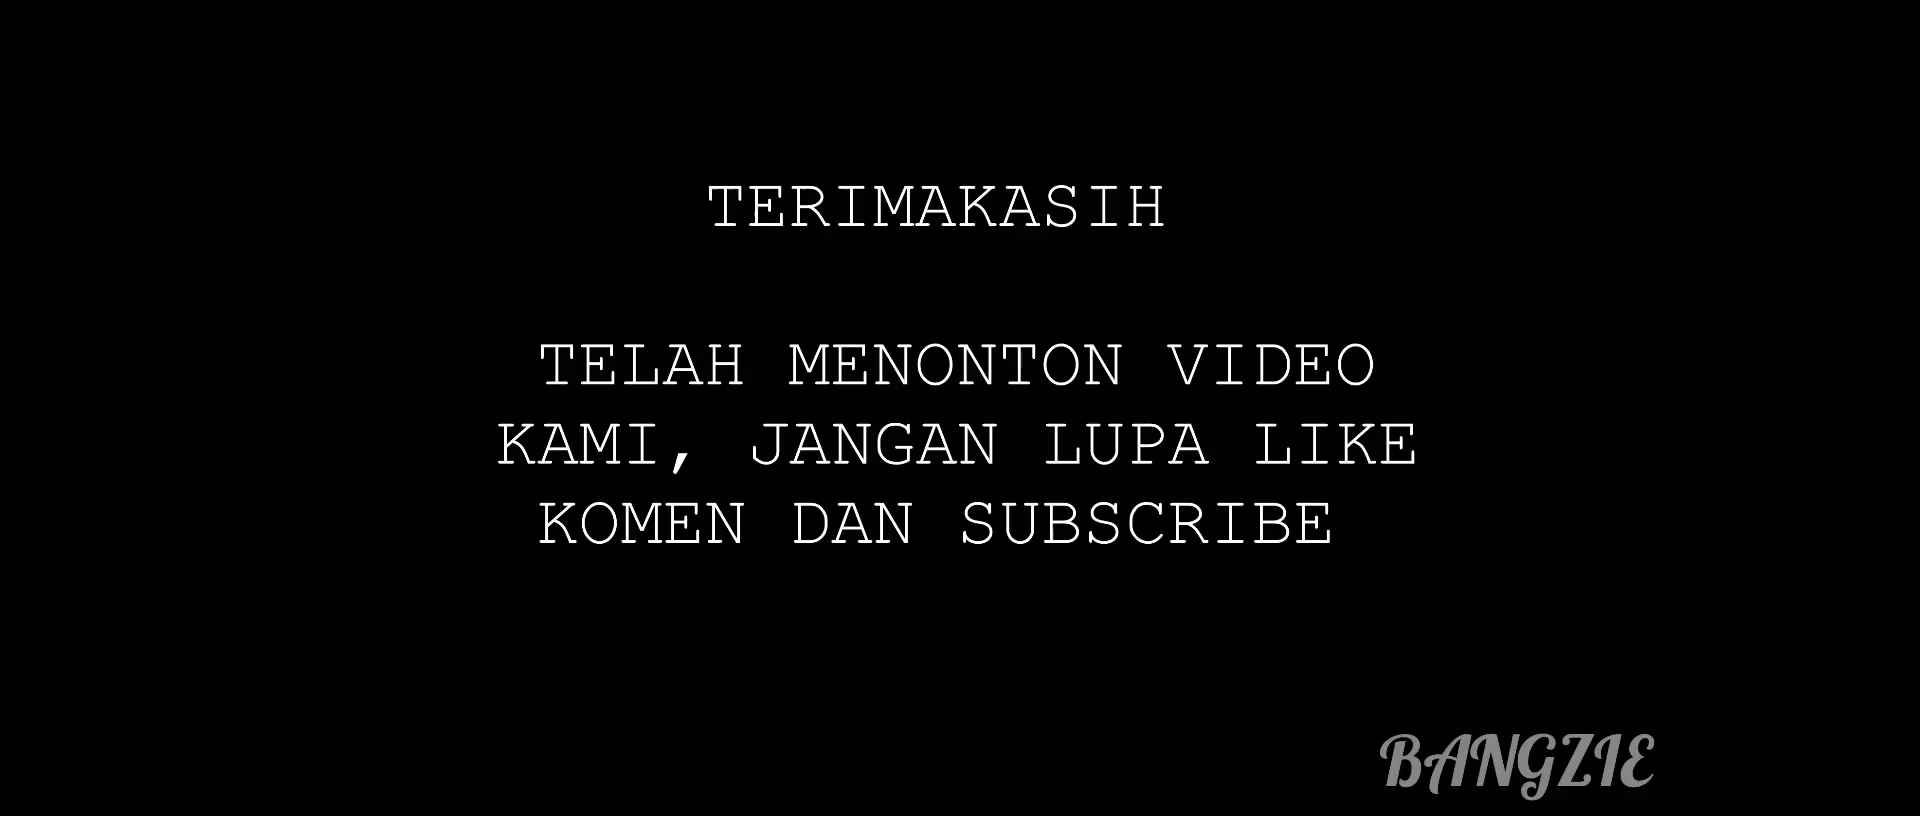 TERIMAKASIH
TELAH MENONTON VIDEO
KAMI, JANGAN LUPA LIKE
KOMEN DAN SUBSCRIBE
BANGZIE